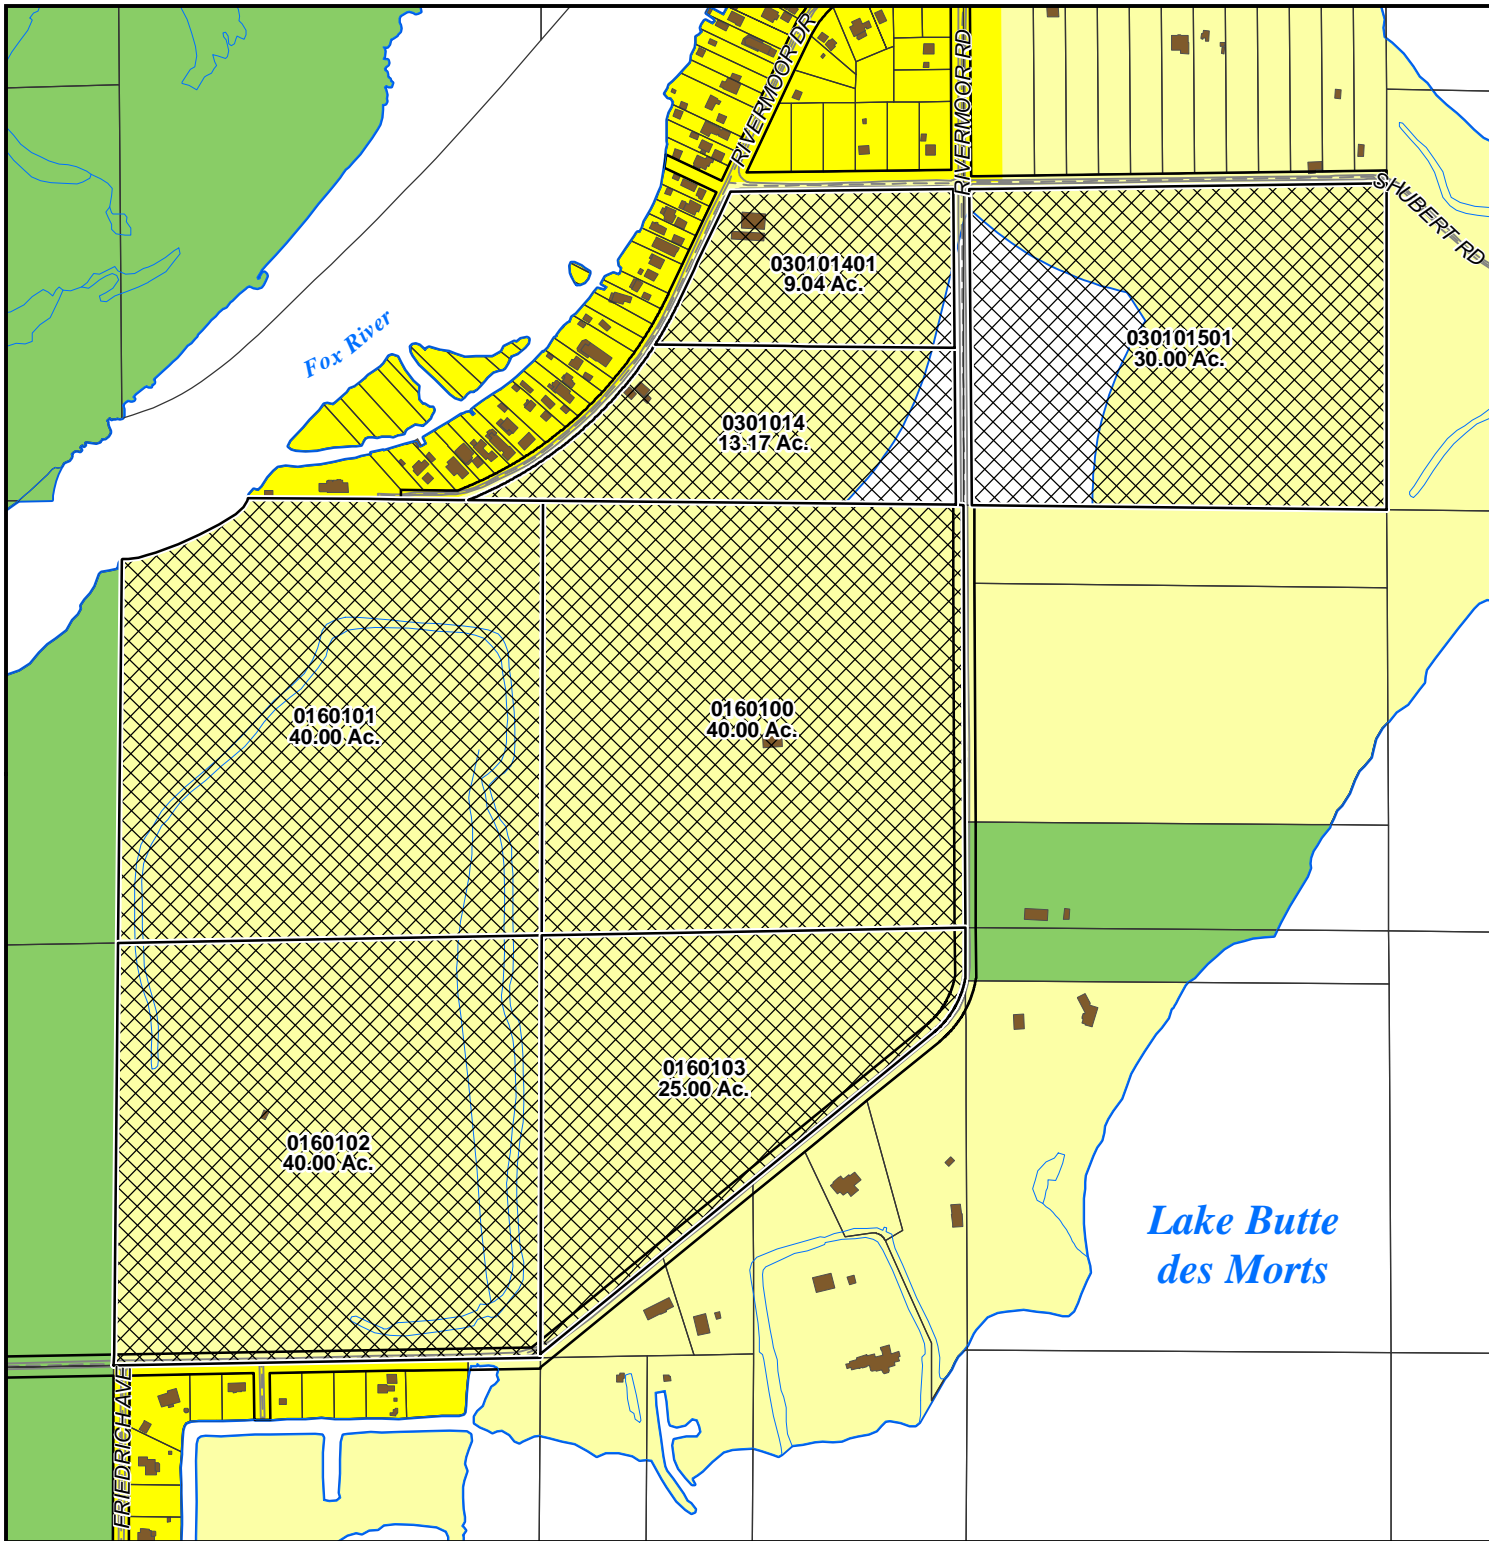 RIVERMOOR DR
RIVERMOOR RD
SHUBERT RD
030101401
9.04 Ac.
Fox River
030101501
30.00 Ac.
0301014
13.17 Ac.
0160101
40.00 Ac.
0160100
40.00 Ac.
0160103
25.00 Ac.
0160102
40.00 Ac.
Lake Butte
des Morts
FRIEDRICH AVE